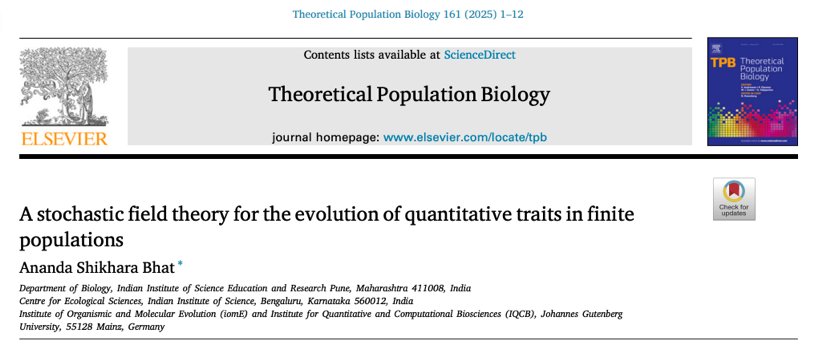 Theoretical Population Biology 161 (2025) 1–12
ELSEVIER
Contents lists available at ScienceDirect
Theoretical Population Biology
journal homepage: www.elsevier.com/locate/tpb
TPB Theoretical
Population
Biology
Check for
updates
A stochastic field theory for the evolution of quantitative traits in finite
populations
Ananda Shikhara Bhat *
Department of Biology, Indian Institute of Science Education and Research Pune, Maharashtra 411008, India
Centre for Ecological Sciences, Indian Institute of Science, Bengaluru, Karnataka 560012, India
Institute of Organismic and Molecular Evolution (iomE) and Institute for Quantitative and Computational Biosciences (IQCB), Johannes Gutenberg
University, 55128 Mainz, Germany